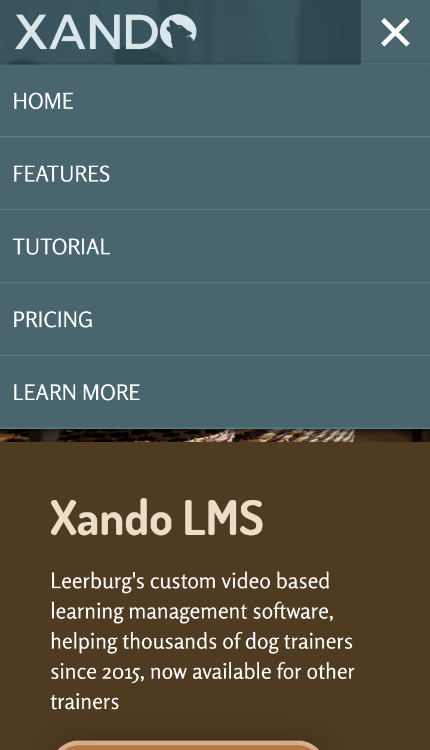 XANDO
HOME
FEATURES
TUTORIAL
PRICING
LEARN MORE
Xando LMS
Leerburg's custom video based
learning management software,
helping thousands of dog trainers
since 2015, now available for other
trainers